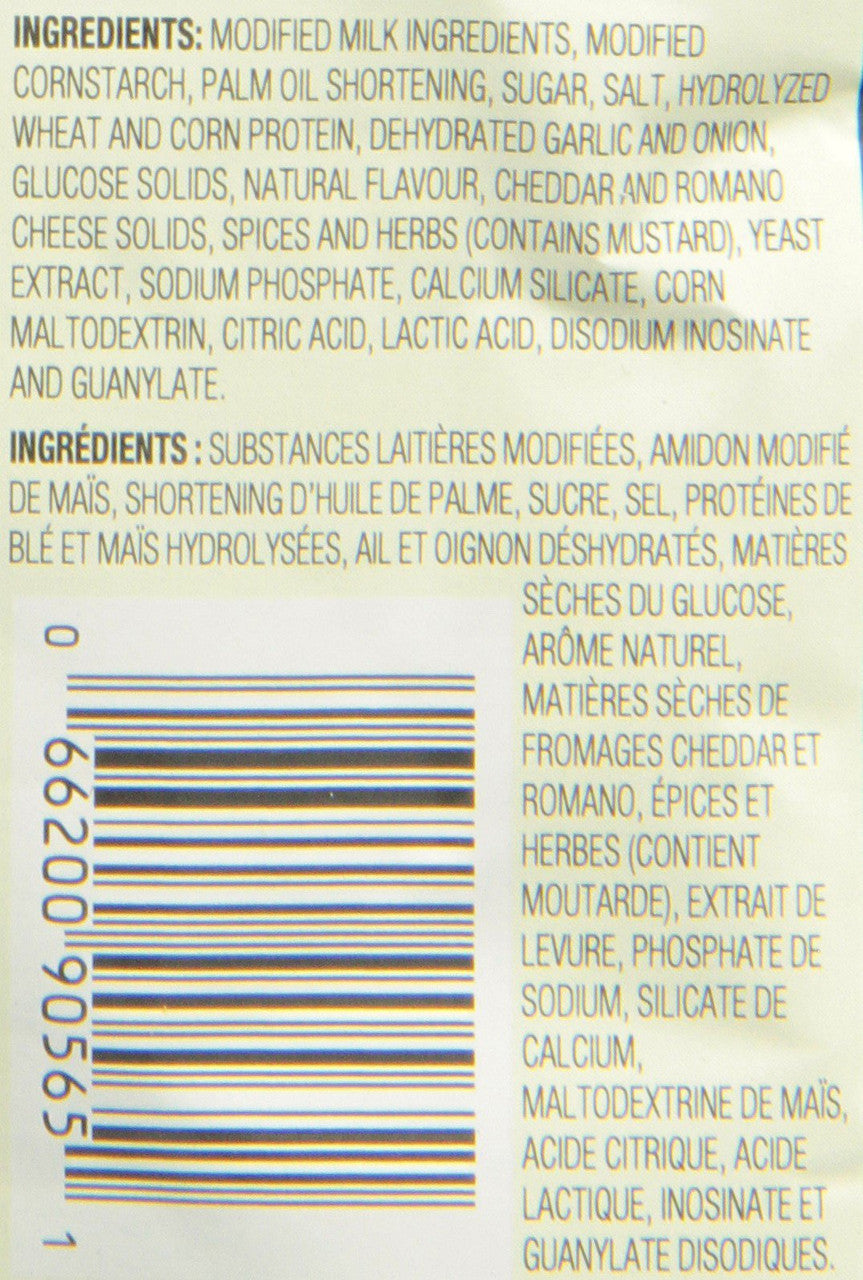 INGREDIENTS: MODIFIED MILK INGREDIENTS, MODIFIED
CORNSTARCH, PALM OIL SHORTENING, SUGAR, SALT, HYDROLYZED
WHEAT AND CORN PROTEIN, DEHYDRATED GARLIC AND ONION,
GLUCOSE SOLIDS, NATURAL FLAVOUR, CHEDDAR AND ROMANO
CHEESE SOLIDS, SPICES AND HERBS (CONTAINS MUSTARD), YEAST
EXTRACT, SODIUM PHOSPHATE, CALCIUM SILICATE, CORN
MALTODEXTRIN, CITRIC ACID, LACTIC ACID, DISODIUM INOSINATE
AND GUANYLATE.
INGRÉDIENTS : SUBSTANCES LAITIÈRES MODIFIÉES, AMIDON MODIFIÉ
DE MAÏS, SHORTENING D'HUILE DE PALME, SUCRE, SEL, PROTÉINES DE
BLÉ ET MAÏS HYDROLYSÉES, AIL ET OIGNON DÉSHYDRATÉS, MATIÈRES
SÈCHES DU GLUCOSE,
ARÔME NATUREL,
MATIÈRES SÈCHES DE
FROMAGES CHEDDAR ET
ROMANO, ÉPICES ET
HERBES (CONTIENT
MOUTARDE), EXTRAIT DE
LEVURE, PHOSPHATE DE
SODIUM, SILICATE DE
CALCIUM,
MALTODEXTRINE DE MAÏS,
ACIDE CITRIQUE, ACIDE
LACTIQUE, INOSINATE ET
GUANYLATE DISODIQUES.
0 66200 90565 1